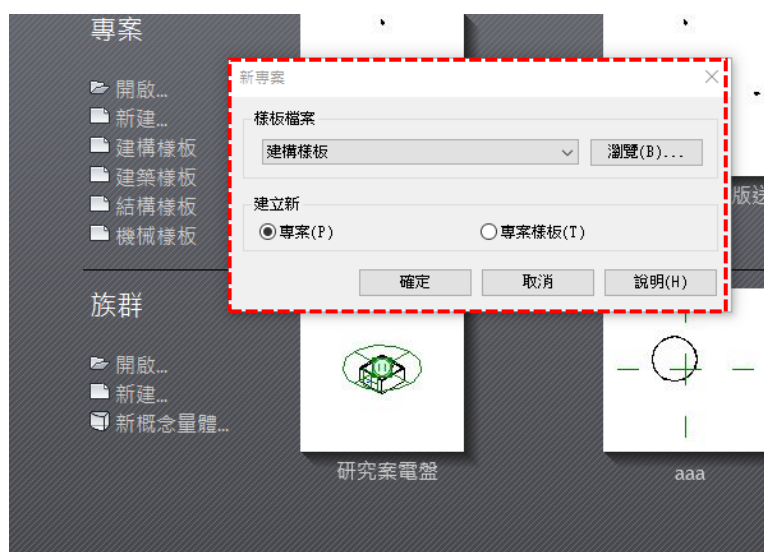 專案
開啟...
新建...
建構樣板
建築樣板
結構樣板
機械樣板
新專案
樣板檔案
建構樣板
瀏覽(B)...
建立新
專案(P)
專案樣板(T)
確定
取消
說明(H)
版送
族群
開啟...
新建...
新概念量體...
研究案電盤
aaa